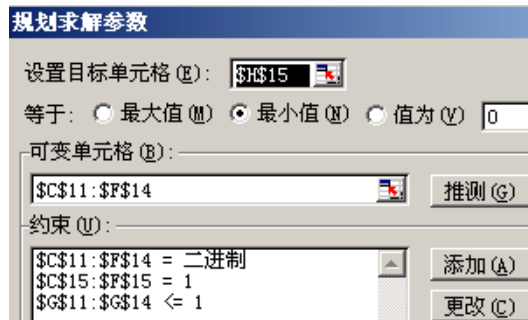 规划求解参数
设置目标单元格(E): $H$15
等于: 最大值(M) 最小值(N) 值为(V) 0
可变单元格(B):
$C$11:$F$14 推测(G)
约束(U):
$C$11:$F$14 = 二进制 添加(A)
$C$15:$F$15 = 1
$G$11:$G$14 <= 1 更改(C)